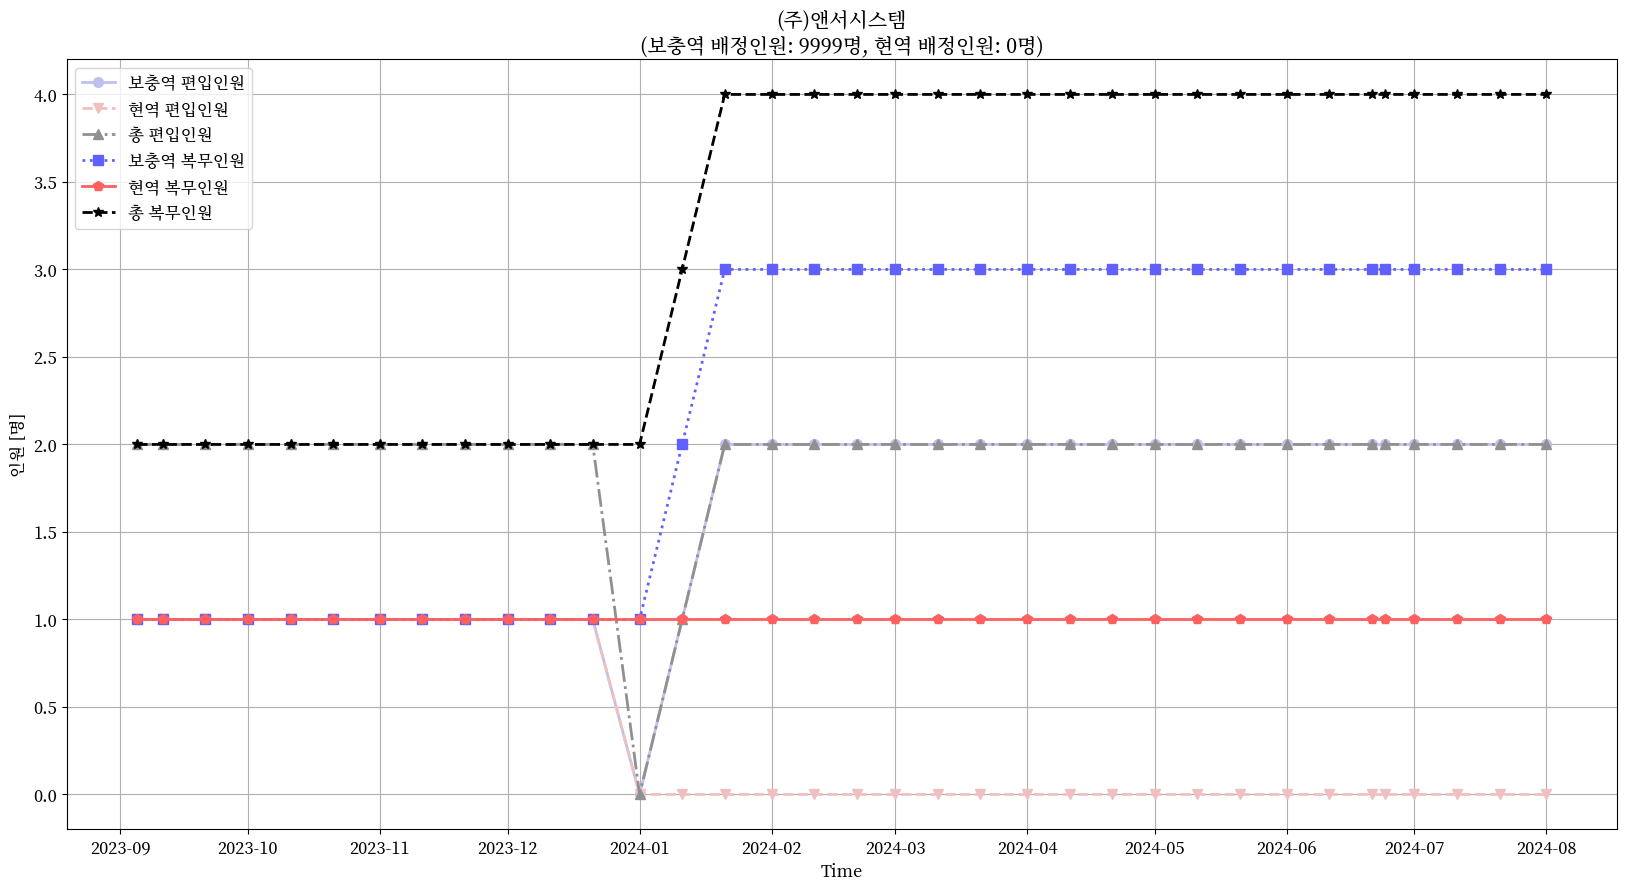 (주)앤서시스템
(보충역 배정인원: 9999명, 현역 배정인원: 0명)
보충역 편입인원
현역 편입인원
총 편입인원
보충역 복무인원
현역 복무인원
총 복무인원
인원 [명]
4.0
3.5
3.0
2.5
2.0
1.5
1.0
0.5
0.0
2023-09 2023-10 2023-11 2023-12 2024-01 2024-02 2024-03 2024-04 2024-05 2024-06 2024-07 2024-08
Time